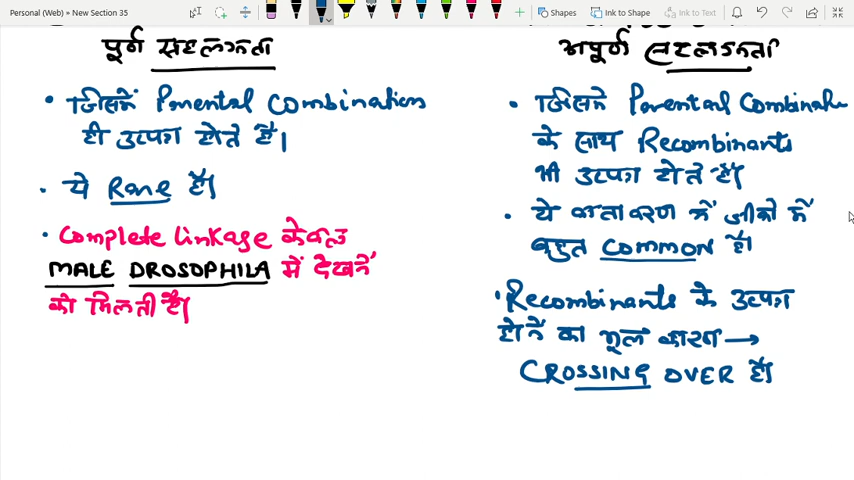 Personal (Web) » New Section 35
Shapes
Ink to Shape
Ink to Text
पूर्ण सहलग्नता
• जिसमें Parental Combination
ही उत्पन्न होते है।
• ये Rare है।
• Complete linkage केवल
MALE DROSOPHILA में देखने
को मिलती है।
अपूर्ण सहलग्नता
• जिसमे Parental Combinati
के साथ Recombinants
भी उत्पन्न होते है।
• ये वातावरण में जीवो में
बहुत COMMON है।
• Recombinants के उत्पन्न
होने का मूल कारण →
CROSSING OVER है।